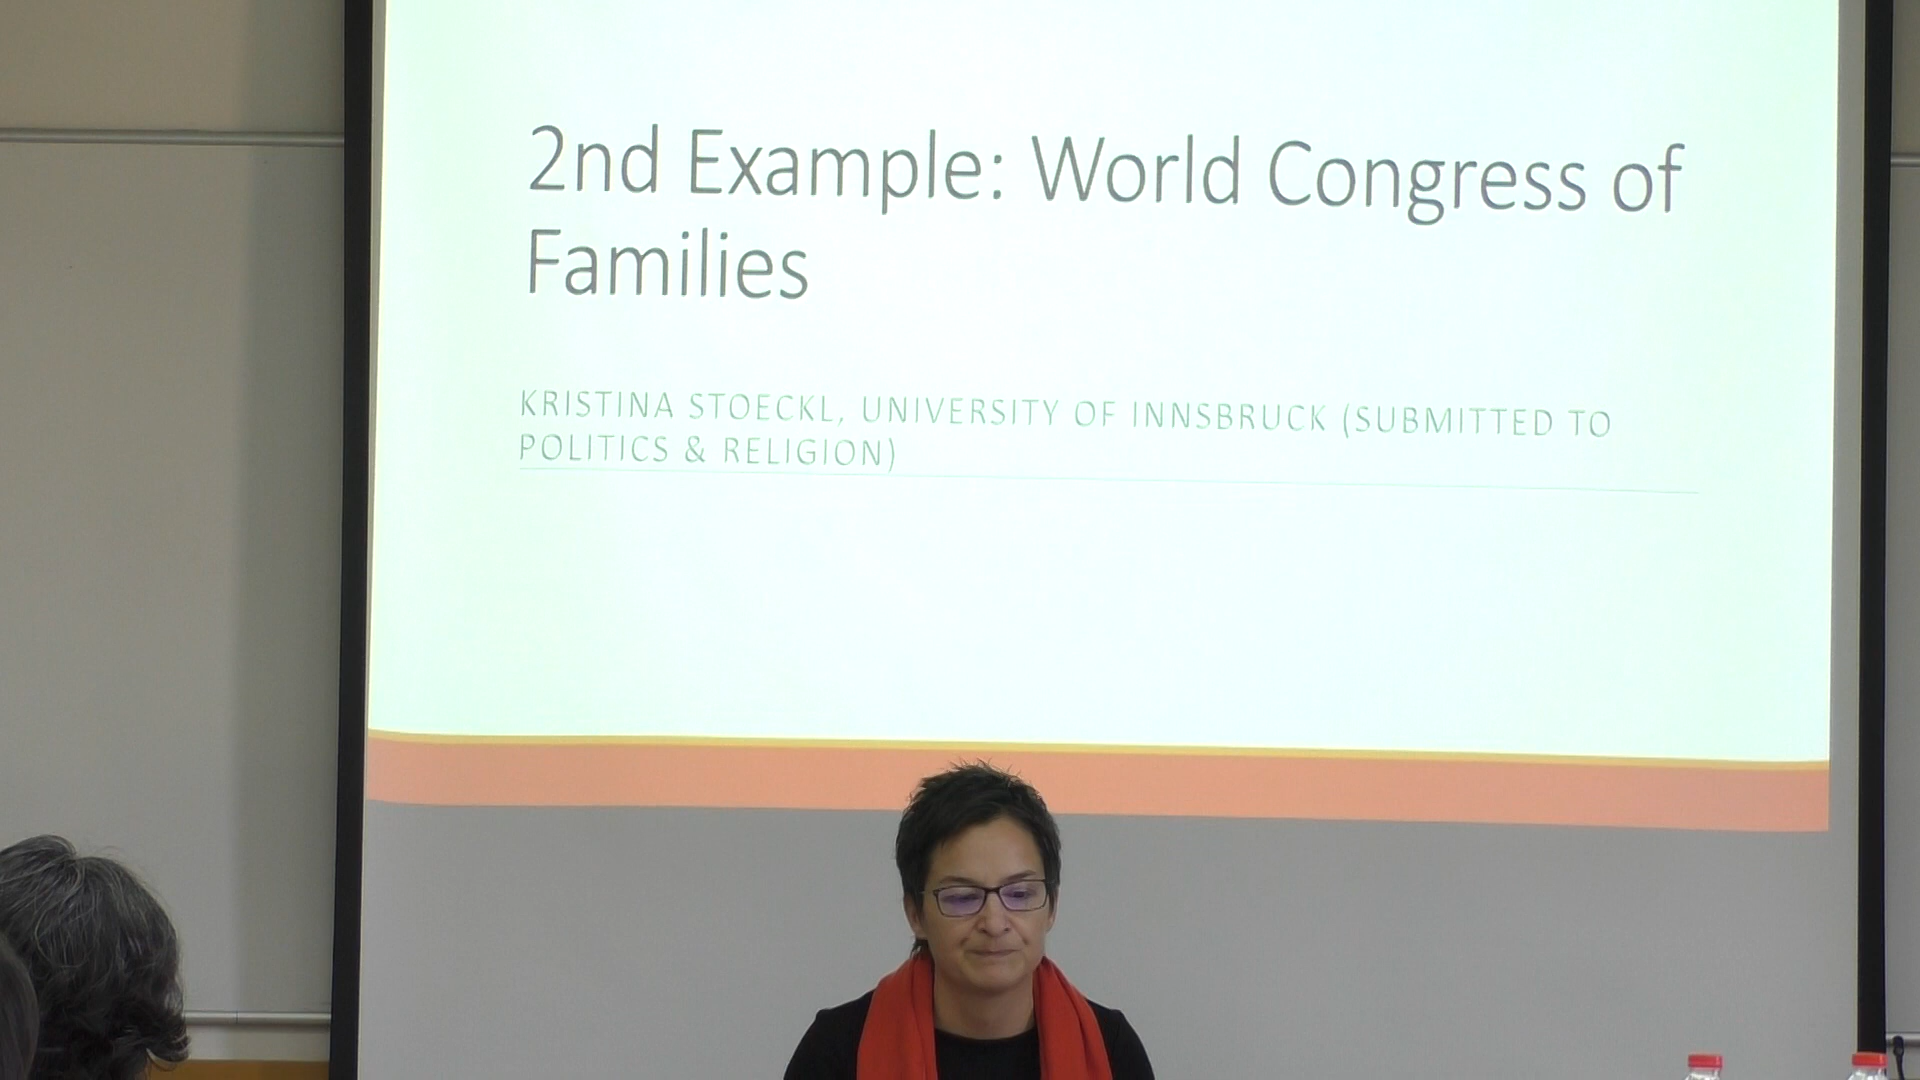 2nd Example: World Congress of
Families
KRISTINA STOECKL, UNIVERSITY OF INNSBRUCK (SUBMITTED TO
POLITICS & RELIGION)